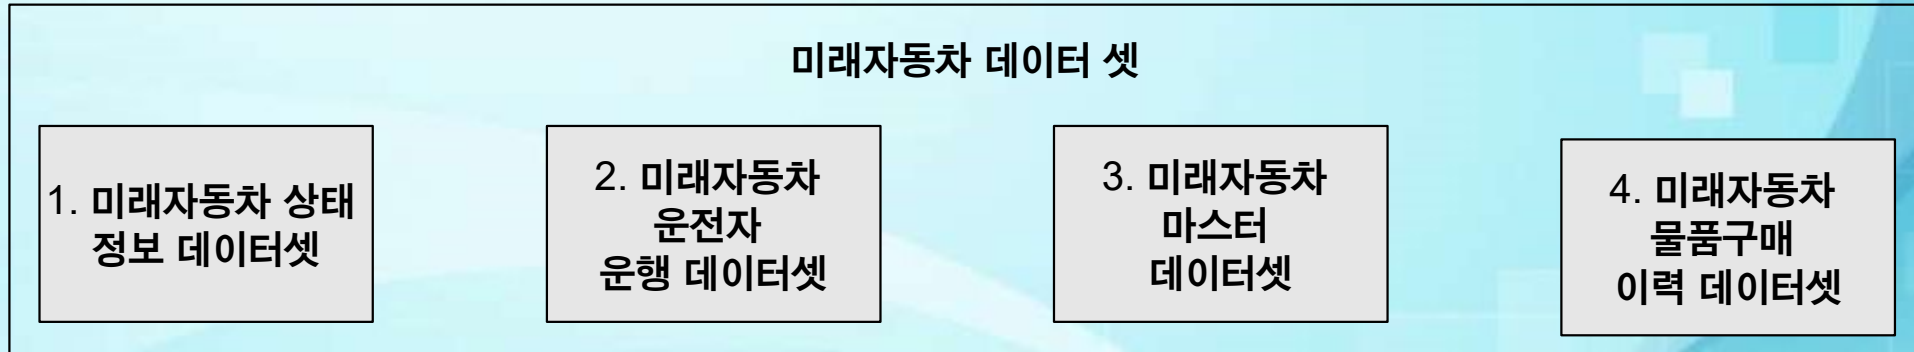 미래자동차 데이터 셋
1. 미래자동차 상태
정보 데이터셋
2. 미래자동차
운전자
운행 데이터셋
3. 미래자동차
마스터
데이터셋
4. 미래자동차
물품구매
이력 데이터셋